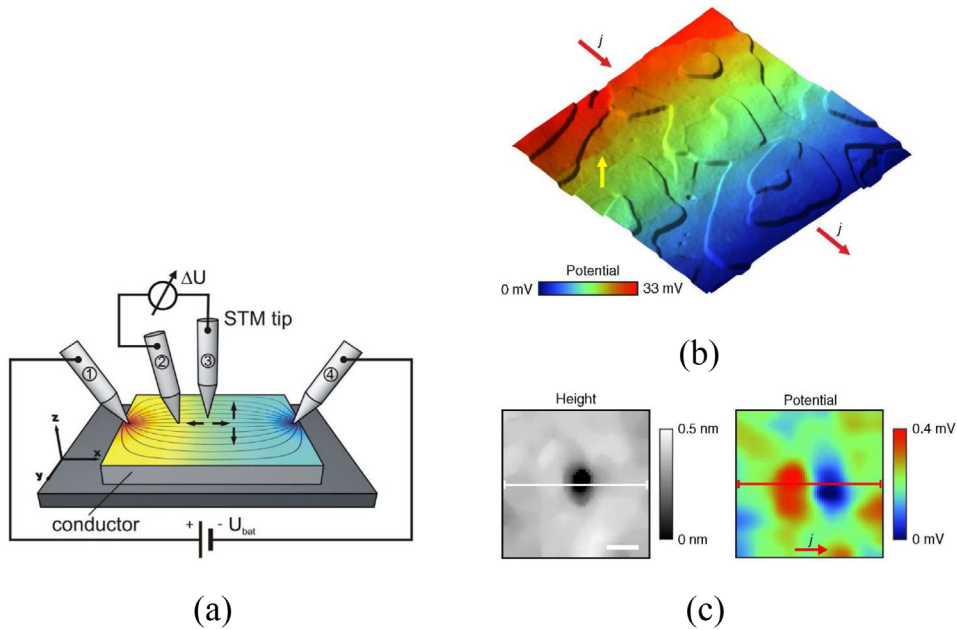 ΔU
STM tip
①
②
③
④
z
x
y
conductor
+
- U_bat
(a)
j
j
Potential
0 mV
33 mV
(b)
Height
0.5 nm
0 nm
Potential
0.4 mV
0 mV
j
(c)